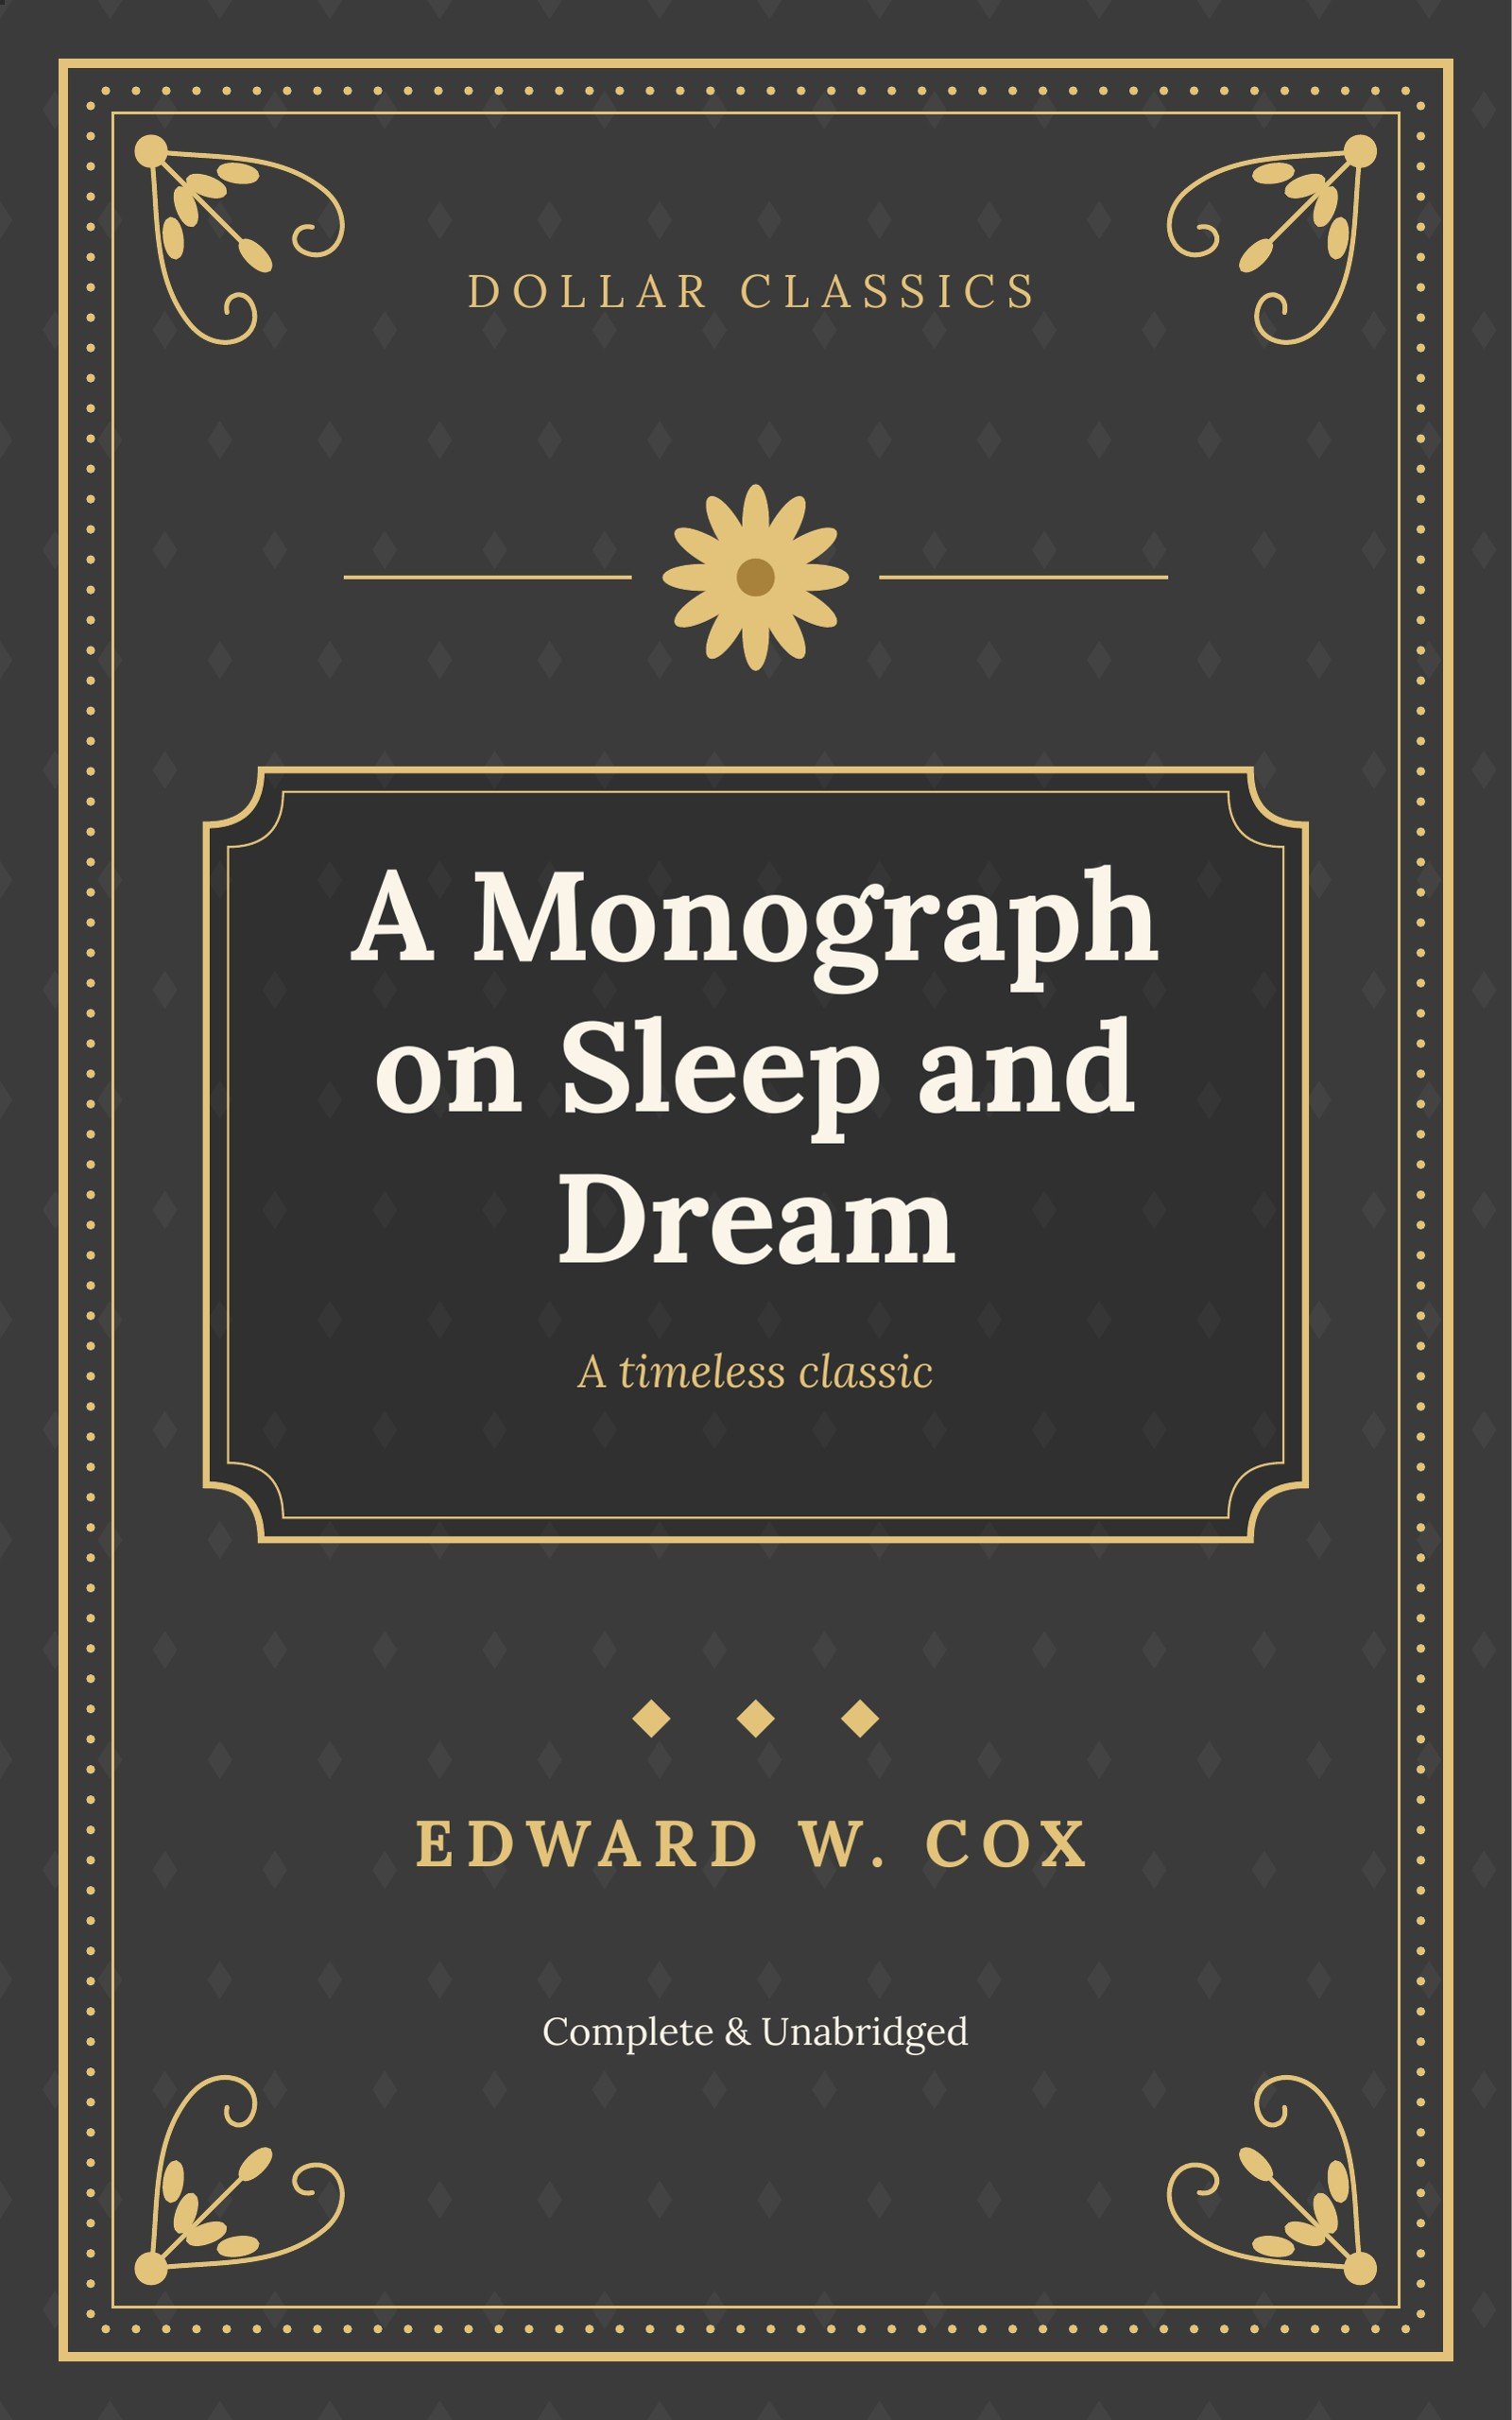 DOLLAR CLASSICS
A Monograph
on Sleep and
Dream
A timeless classic
EDWARD W. COX
Complete & Unabridged